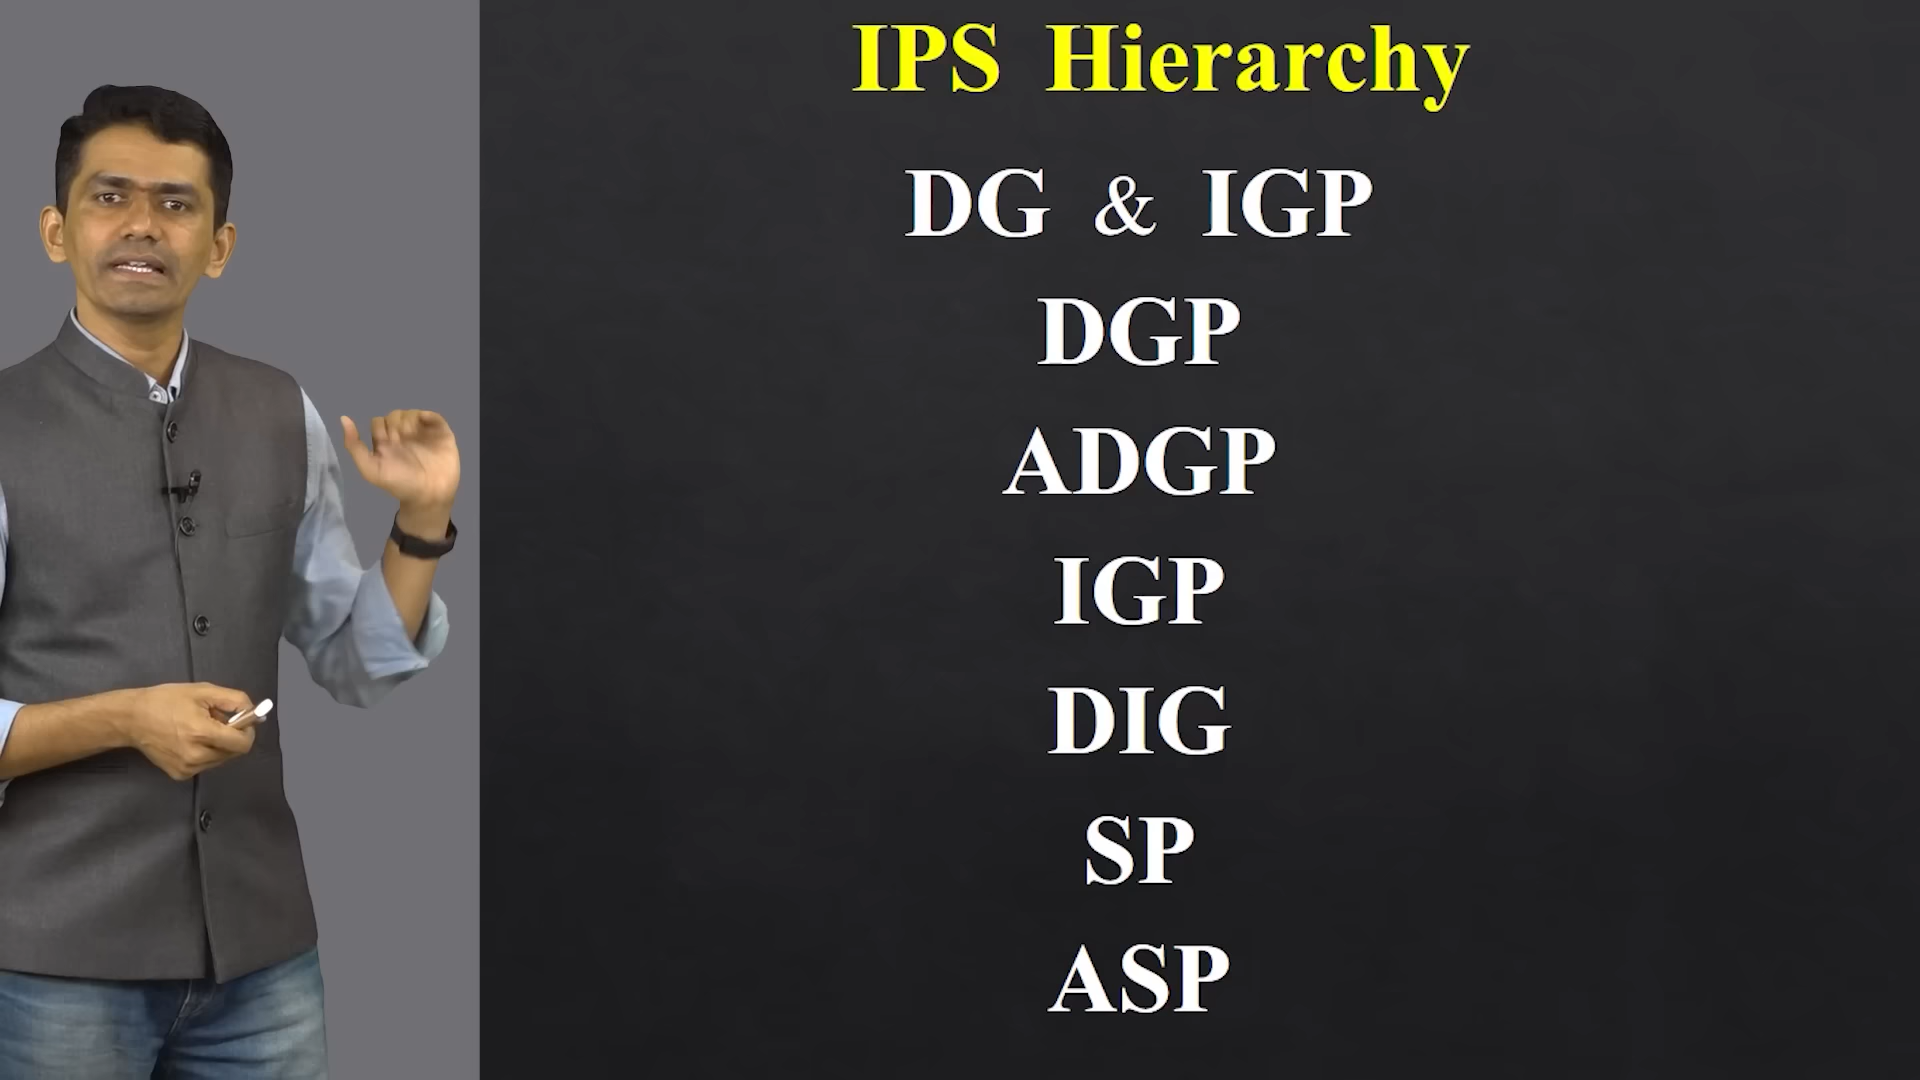 IPS Hierarchy
DG & IGP
DGP
ADGP
IGP
DIG
SP
ASP